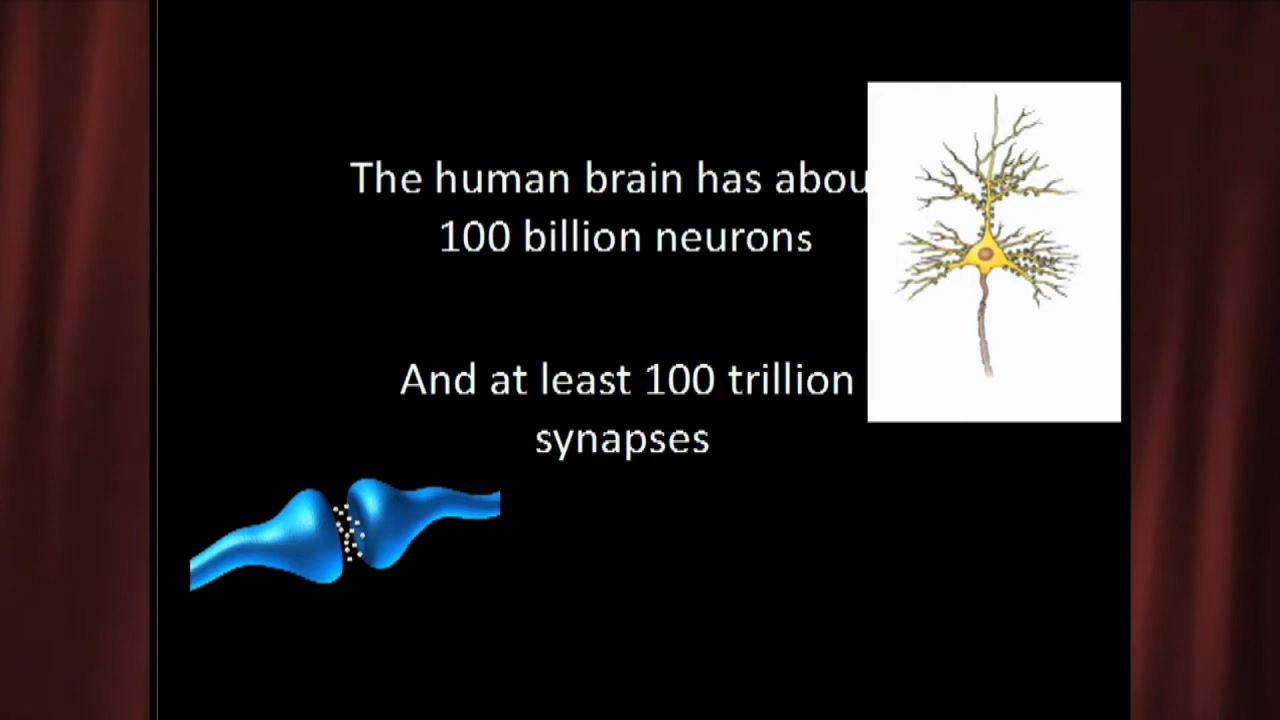 The human brain has abou
100 billion neurons
And at least 100 trillion
synapses